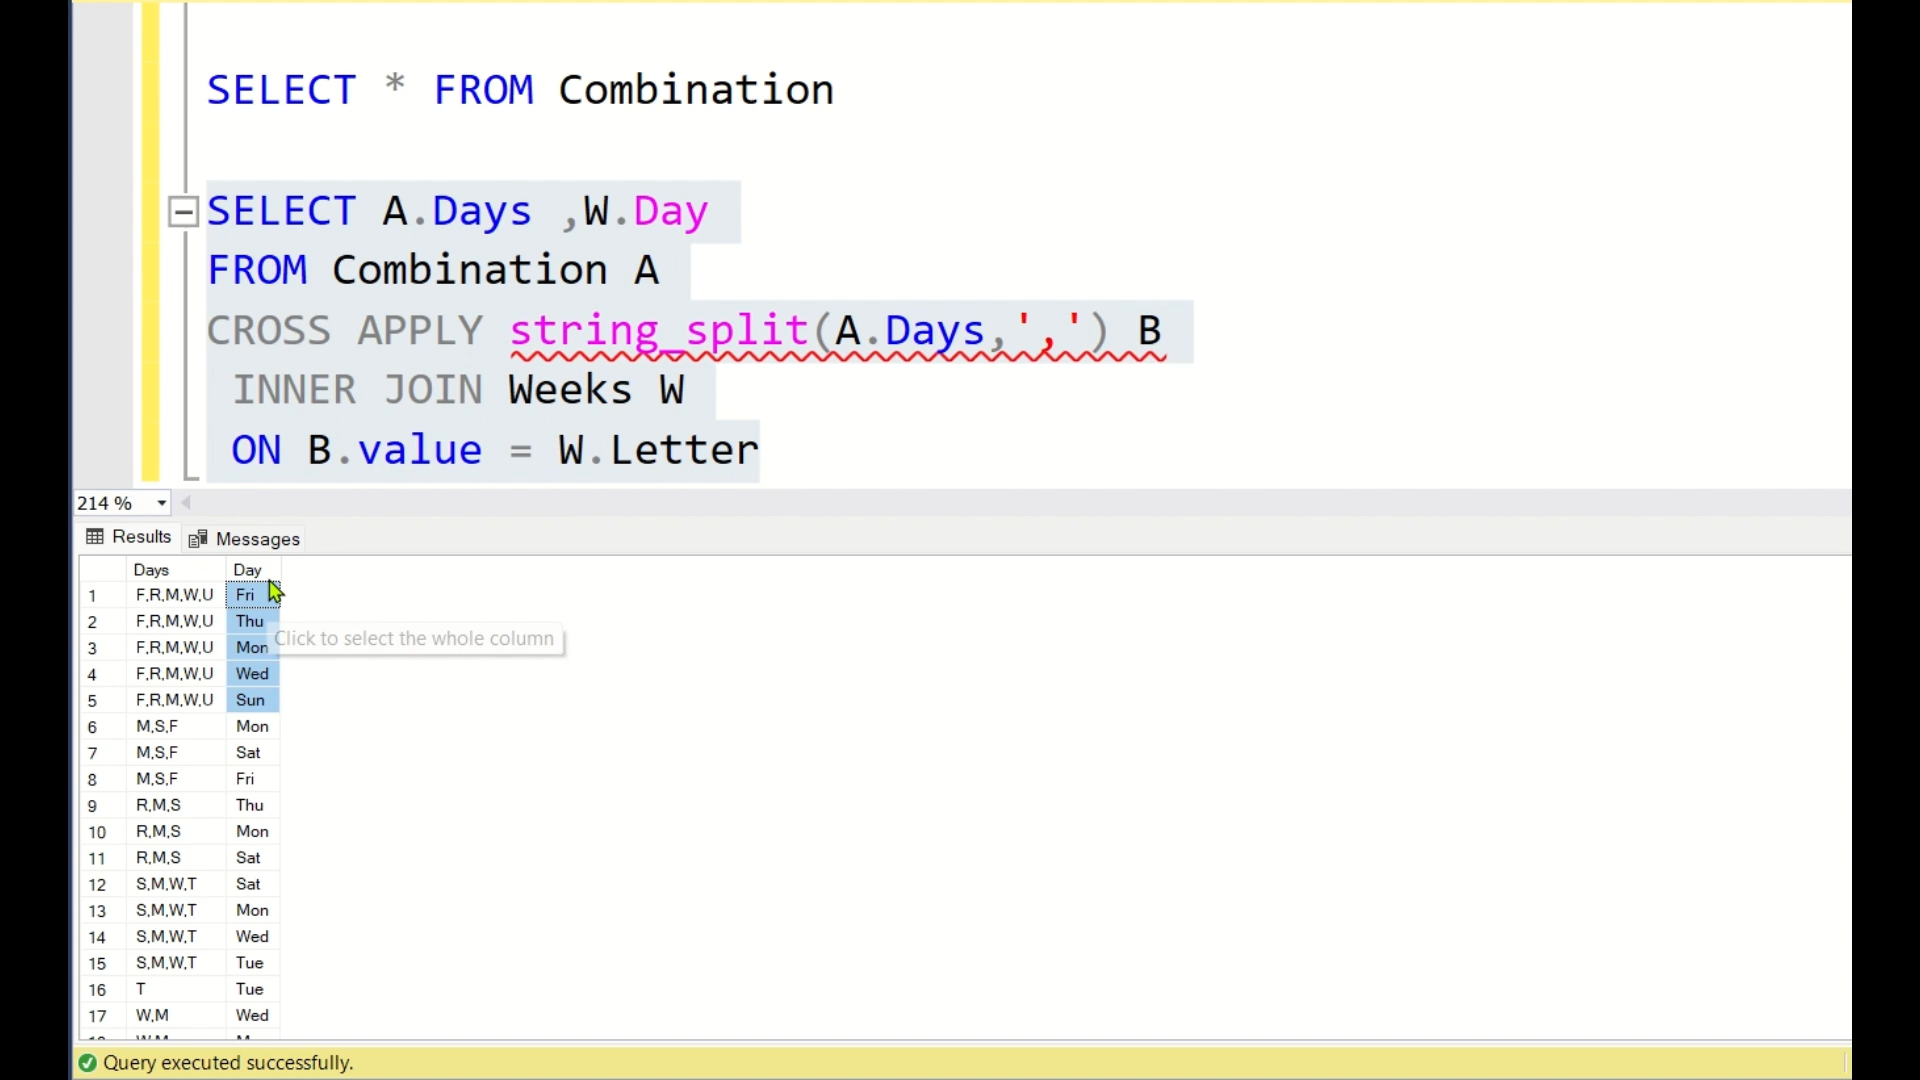 SELECT * FROM Combination
SELECT A.Days ,W.Day
FROM Combination A
CROSS APPLY string_split(A.Days,',') B
INNER JOIN Weeks W
ON B.value = W.Letter
214 %
Results Messages
Days Day
1 F,R,M,W,U Fri
2 F,R,M,W,U Thu
Click to select the whole column
3 F,R,M,W,U Mon
4 F,R,M,W,U Wed
5 F,R,M,W,U Sun
6 M,S,F Mon
7 M,S,F Sat
8 M,S,F Fri
9 R,M,S Thu
10 R,M,S Mon
11 R,M,S Sat
12 S,M,W,T Sat
13 S,M,W,T Mon
14 S,M,W,T Wed
15 S,M,W,T Tue
16 T Tue
17 W,M Wed
Query executed successfully.